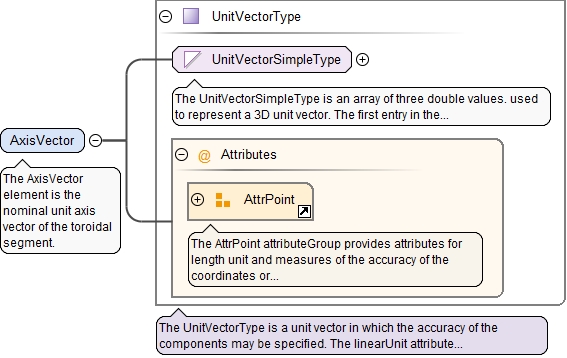 UnitVectorType
UnitVectorSimpleType
The UnitVectorSimpleType is an array of three double values. used
to represent a 3D unit vector. The first entry in the...
AxisVector
The AxisVector
element is the
nominal unit axis
vector of the toroidal
segment.
@ Attributes
AttrPoint
The AttrPoint attributeGroup provides attributes for
length unit and measures of the accuracy of the
coordinates or...
The UnitVectorType is a unit vector in which the accuracy of the
components may be specified. The linearUnit attribute...